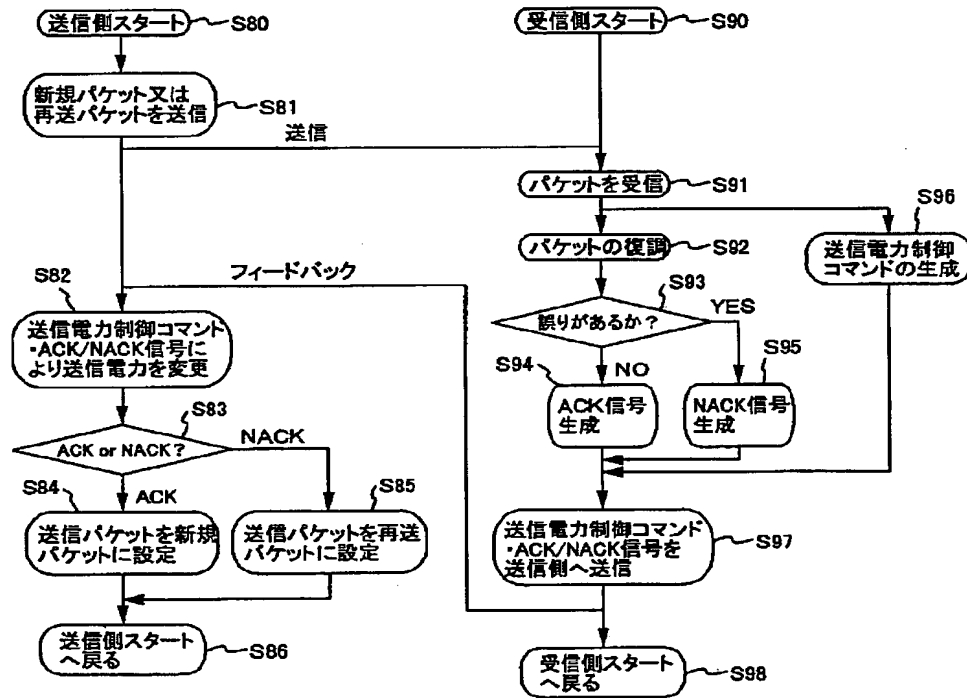 送信側スタート
S80
新規パケット又は
再送パケットを送信
S81
送信
フィードバック
S82
送信電力制御コマンド
・ACK/NACK信号に
より送信電力を変更
S83
ACK or NACK?
NACK
ACK
S84
送信パケットを新規
パケットに設定
S85
送信パケットを再送
パケットに設定
送信側スタート
へ戻る
S86
受信側スタート
S90
パケットを受信
S91
パケットの復調
S92
S96
送信電力制御
コマンドの生成
S93
誤りがあるか?
YES
NO
S94
ACK信号
生成
S95
NACK信号
生成
送信電力制御コマンド
・ACK/NACK信号を
送信側へ送信
S97
受信側スタート
へ戻る
S98